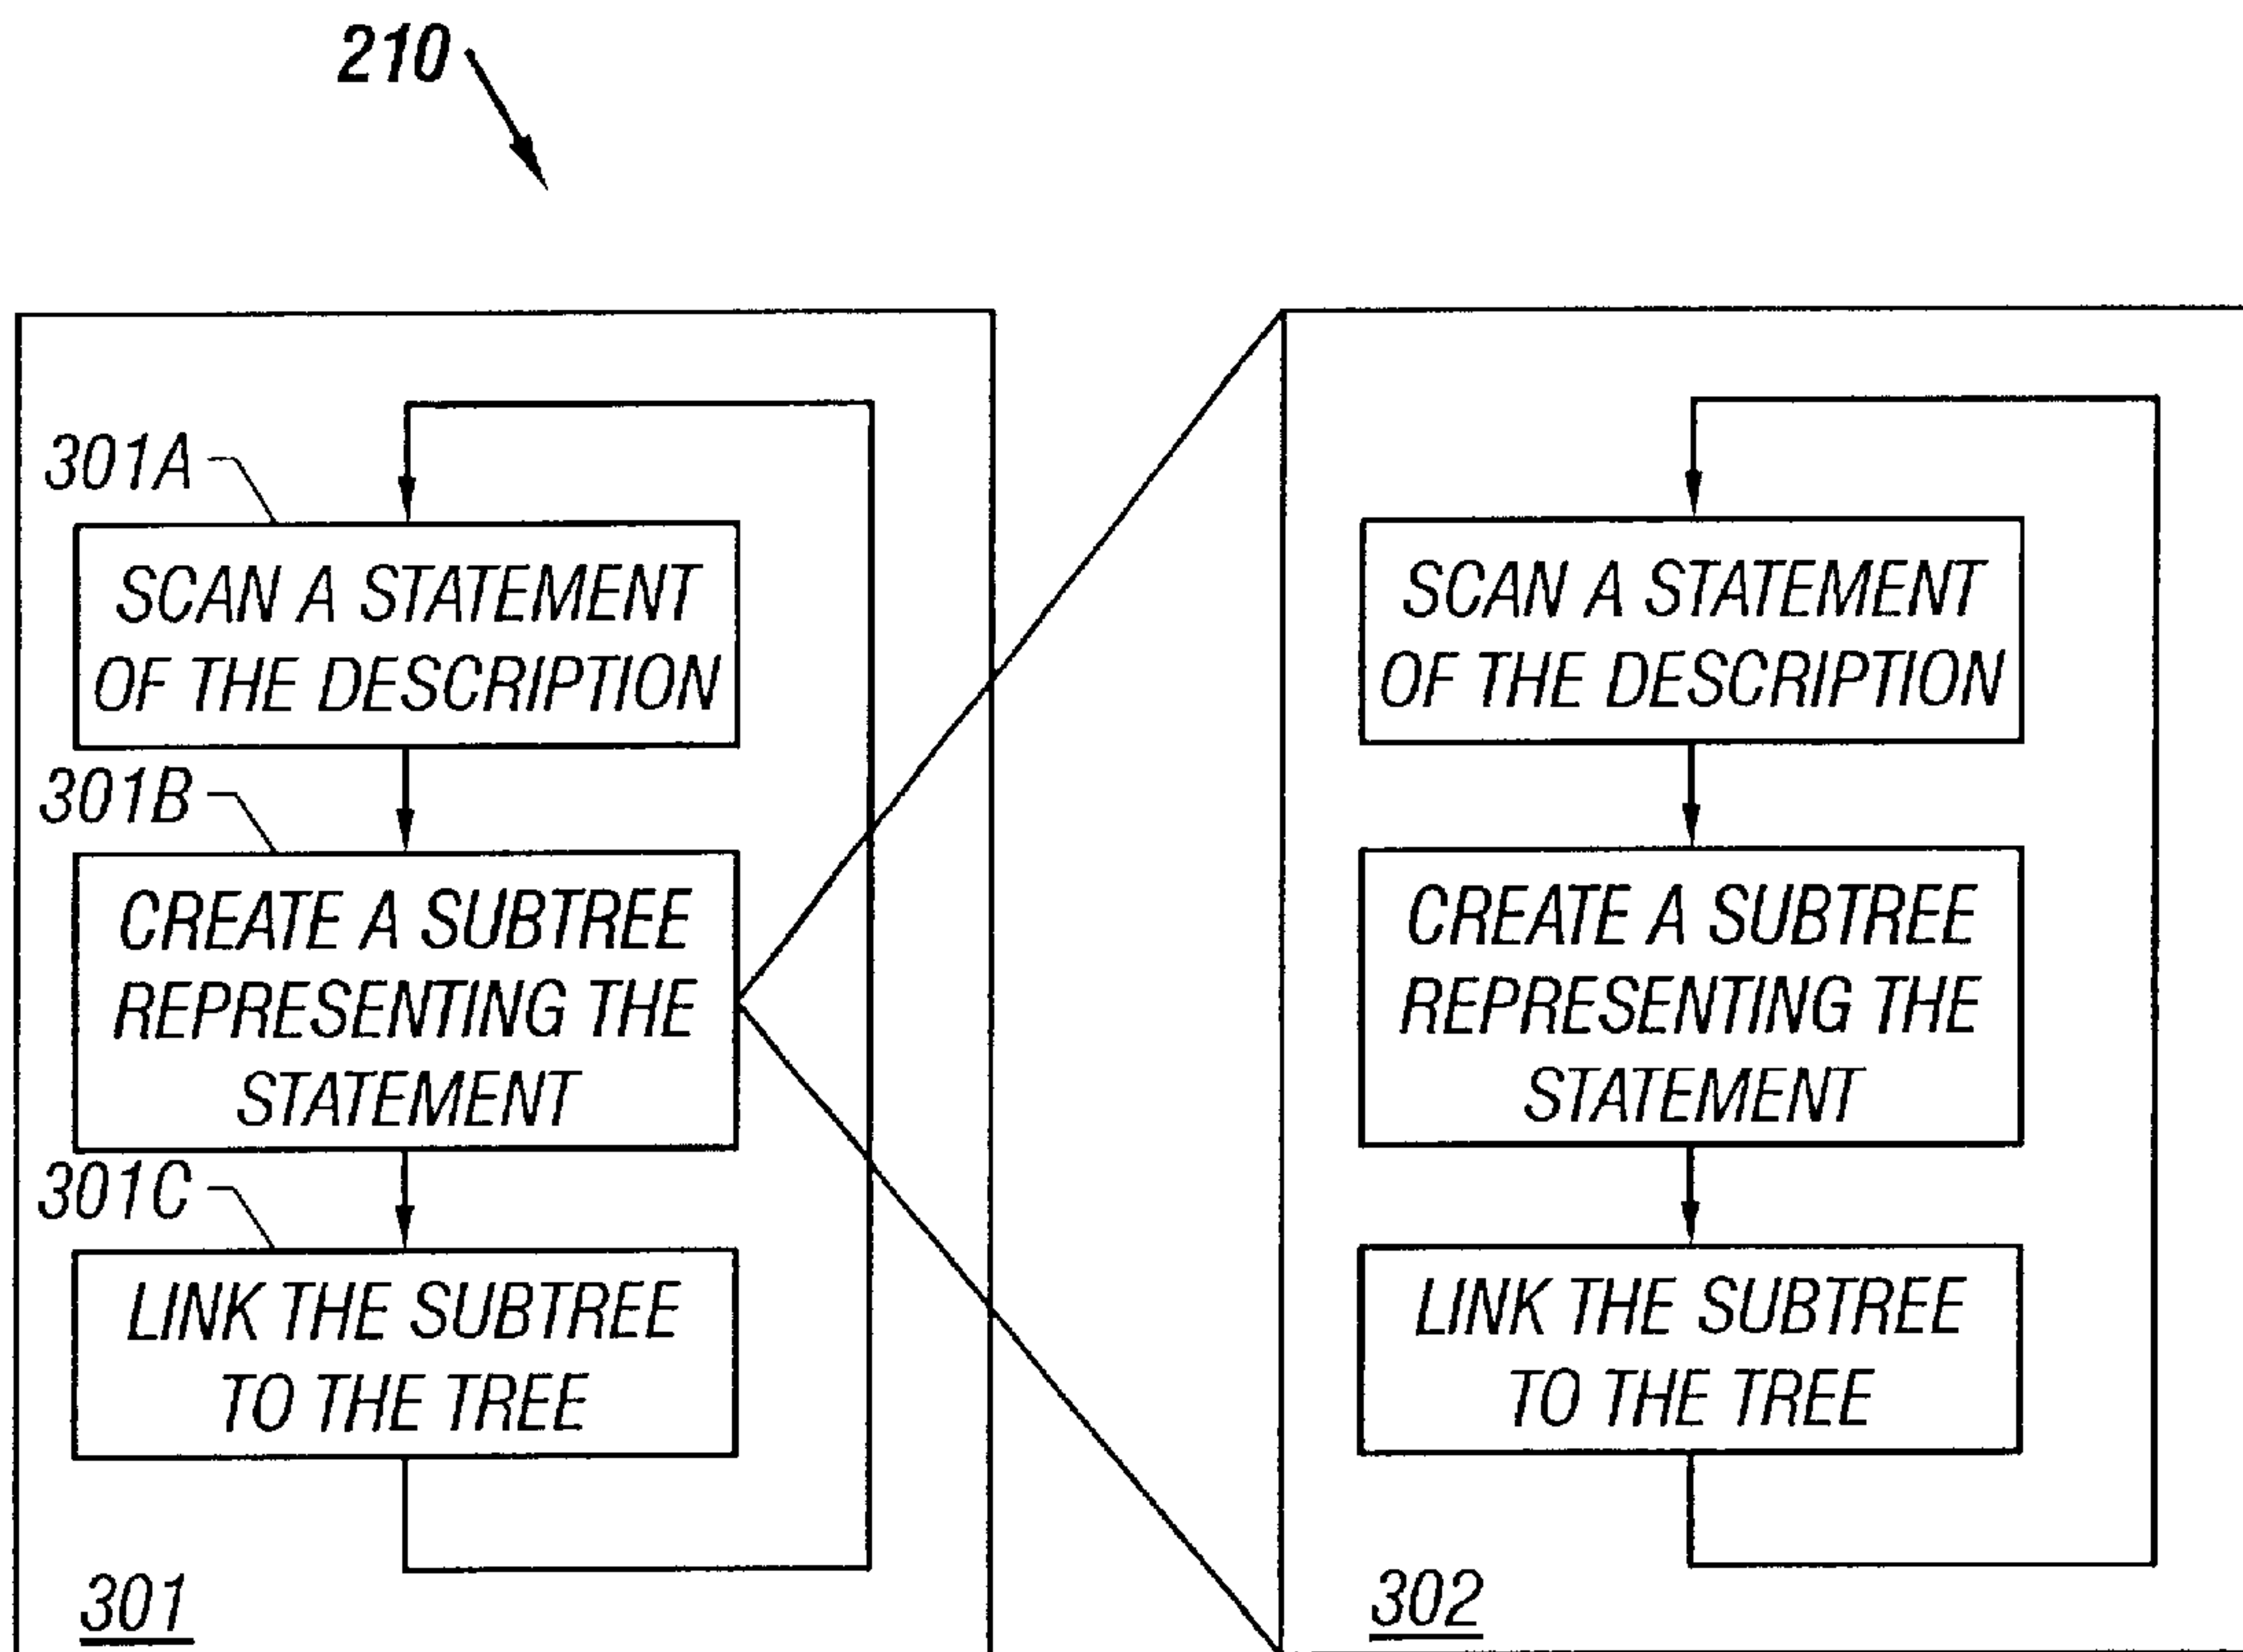 210
301A
SCAN A STATEMENT
OF THE DESCRIPTION
301B
CREATE A SUBTREE
REPRESENTING THE
STATEMENT
301C
LINK THE SUBTREE
TO THE TREE
301
SCAN A STATEMENT
OF THE DESCRIPTION
CREATE A SUBTREE
REPRESENTING THE
STATEMENT
LINK THE SUBTREE
TO THE TREE
302